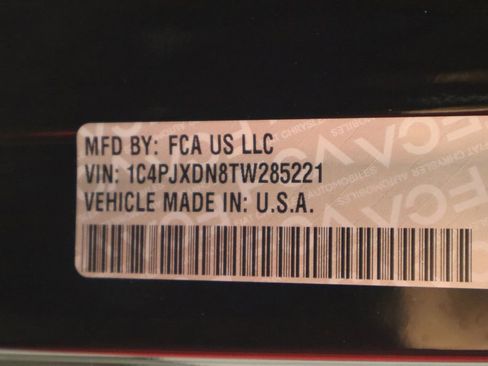 MFD BY: FCA US LLC
VIN: 1C4PJXDN8TW285221
VEHICLE MADE IN: U.S.A.